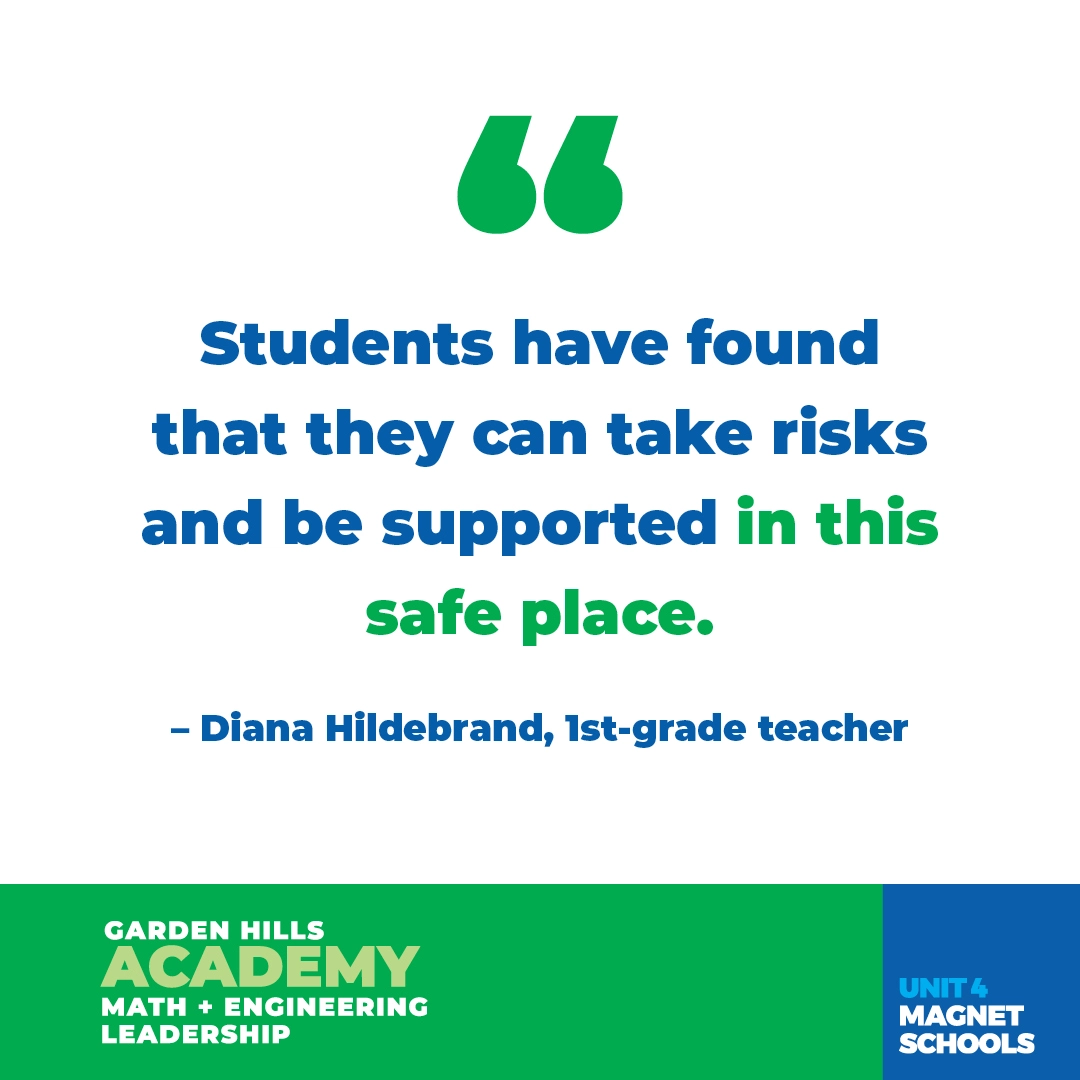 “
Students have found
that they can take risks
and be supported in this
safe place.
– Diana Hildebrand, 1st-grade teacher
GARDEN HILLS
ACADEMY
MATH + ENGINEERING
LEADERSHIP
UNIT 4
MAGNET
SCHOOLS